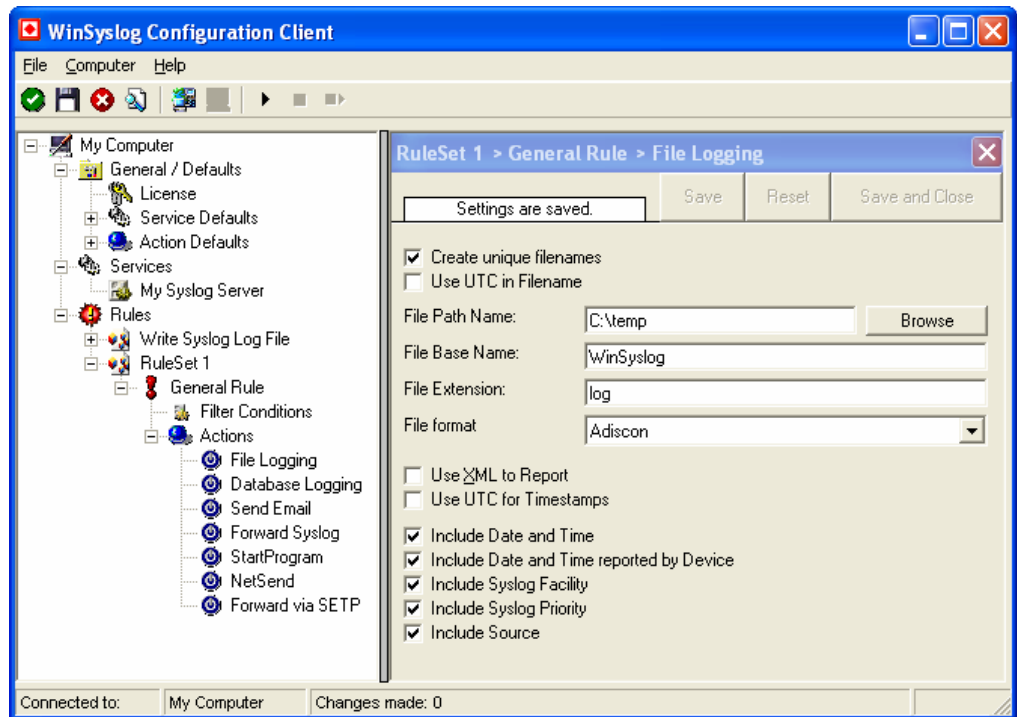 WinSyslog Configuration Client
File Computer Help
My Computer
General / Defaults
License
Service Defaults
Action Defaults
Services
My Syslog Server
Rules
Write Syslog Log File
RuleSet 1
General Rule
Filter Conditions
Actions
File Logging
Database Logging
Send Email
Forward Syslog
StartProgram
NetSend
Forward via SETP
RuleSet 1 > General Rule > File Logging
Settings are saved. Save Reset Save and Close
Create unique filenames
Use UTC in Filename
File Path Name: C:\temp Browse
File Base Name: WinSyslog
File Extension: log
File format Adiscon
Use XML to Report
Use UTC for Timestamps
Include Date and Time
Include Date and Time reported by Device
Include Syslog Facility
Include Syslog Priority
Include Source
Connected to: My Computer Changes made: 0